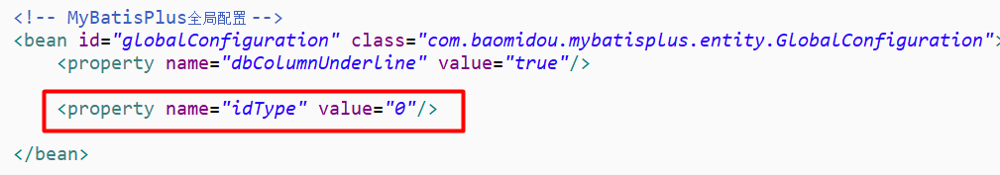 <!-- MyBatisPlus全局配置 -->
<bean id="globalConfiguration" class="com.baomidou.mybatisplus.entity.GlobalConfiguration">
<property name="dbColumnUnderline" value="true"/>
<property name="idType" value="0"/>
</bean>